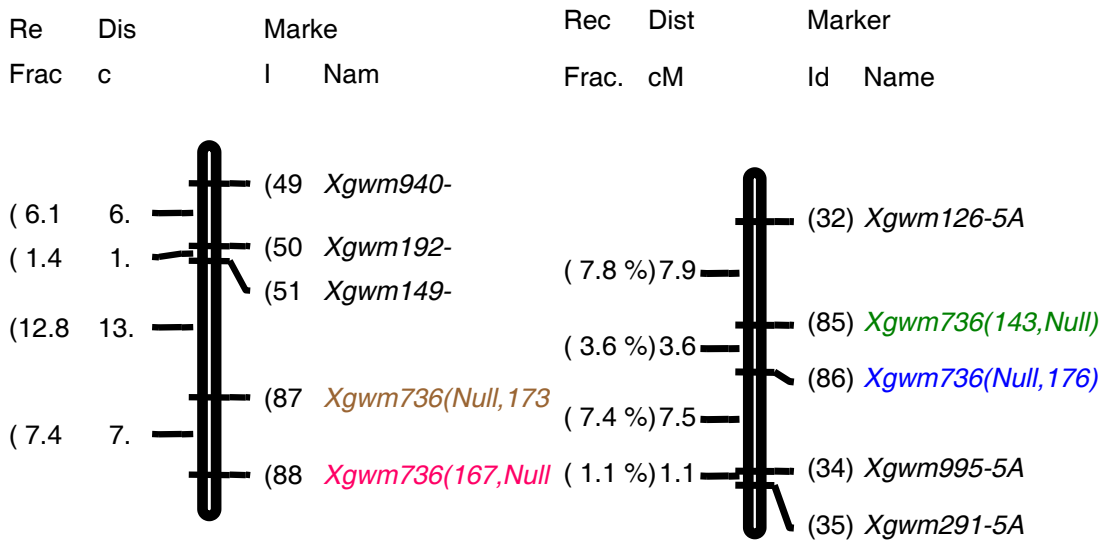 Re Dis Marke
Frac c I Nam
(49 Xgwm940-
( 6.1 6.
(50 Xgwm192-
( 1.4 1.
(51 Xgwm149-
(12.8 13.
(87 Xgwm736(Null,173
( 7.4 7.
(88 Xgwm736(167,Null
Rec Dist Marker
Frac. cM Id Name
(32) Xgwm126-5A
( 7.8 %) 7.9
(85) Xgwm736(143,Null)
( 3.6 %) 3.6
(86) Xgwm736(Null,176)
( 7.4 %) 7.5
(34) Xgwm995-5A
( 1.1 %) 1.1
(35) Xgwm291-5A